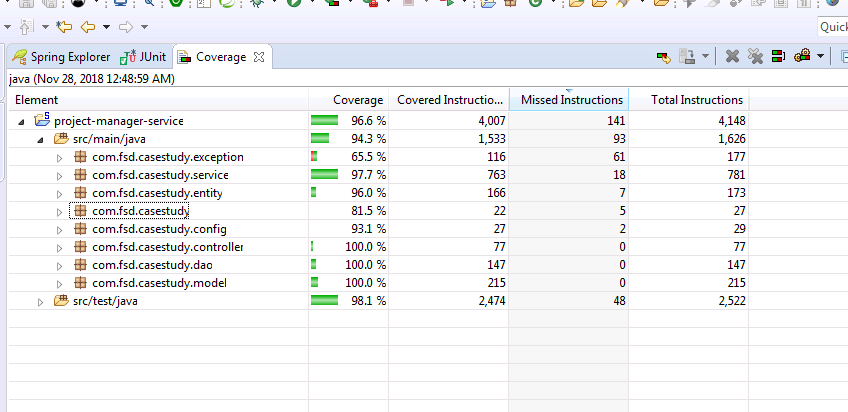 Quick
Spring Explorer JUnit Coverage
java (Nov 28, 2018 12:48:59 AM)
Element Coverage Covered Instructio... Missed Instructions Total Instructions
project-manager-service 96.6 % 4,007 141 4,148
src/main/java 94.3 % 1,533 93 1,626
com.fsd.casestudy.exception 65.5 % 116 61 177
com.fsd.casestudy.service 97.7 % 763 18 781
com.fsd.casestudy.entity 96.0 % 166 7 173
com.fsd.casestudy 81.5 % 22 5 27
com.fsd.casestudy.config 93.1 % 27 2 29
com.fsd.casestudy.controller 100.0 % 77 0 77
com.fsd.casestudy.dao 100.0 % 147 0 147
com.fsd.casestudy.model 100.0 % 215 0 215
src/test/java 98.1 % 2,474 48 2,522